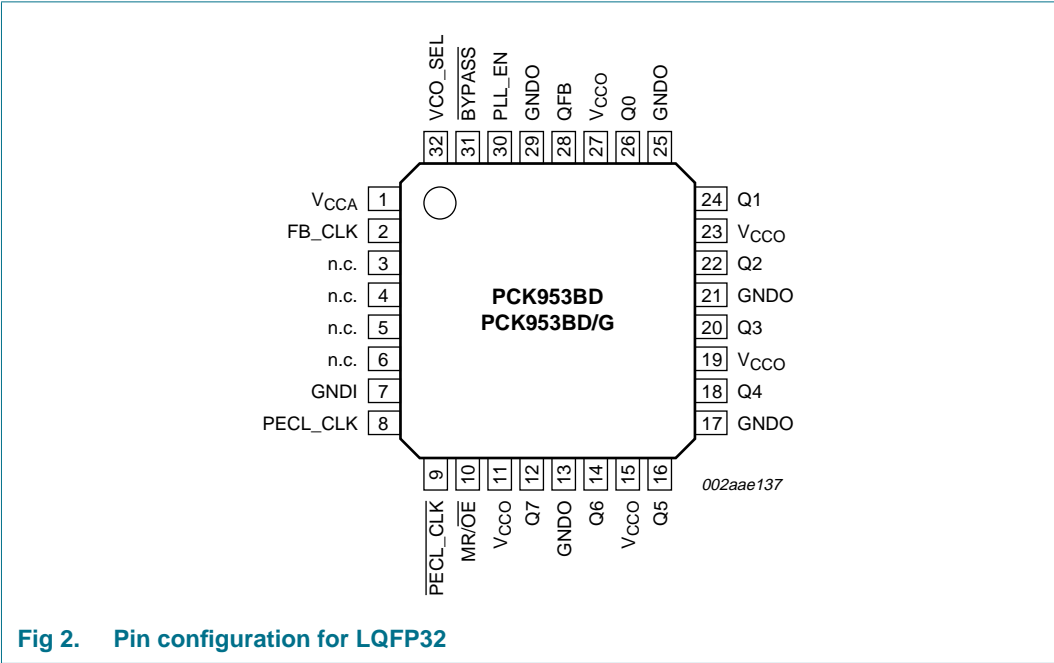 VCO_SEL
BYPASS
PLL_EN
GNDO
QFB
VCCO
Q0
GNDO
32
31
30
29
28
27
26
25
VCCA 1
FB_CLK 2
n.c. 3
n.c. 4
n.c. 5
n.c. 6
GNDI 7
PECL_CLK 8
PCK953BD
PCK953BD/G
24 Q1
23 VCCO
22 Q2
21 GNDO
20 Q3
19 VCCO
18 Q4
17 GNDO
9
10
11
12
13
14
15
16
PECL_CLK
MR/OE
VCCO
Q7
GNDO
Q6
VCCO
Q5
002aae137
Fig 2. Pin configuration for LQFP32